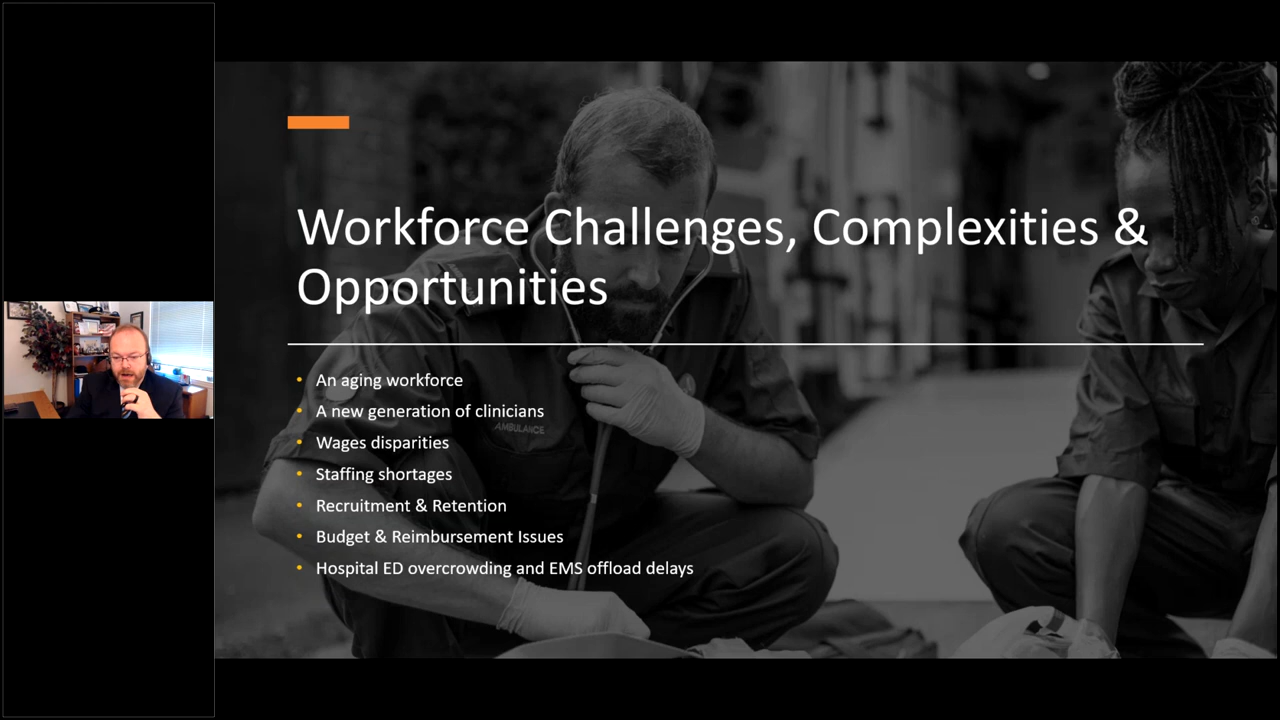 Workforce Challenges, Complexities &
Opportunities
• An aging workforce
• A new generation of clinicians
AMBULANCE
• Wages disparities
• Staffing shortages
• Recruitment & Retention
• Budget & Reimbursement Issues
• Hospital ED overcrowding and EMS offload delays